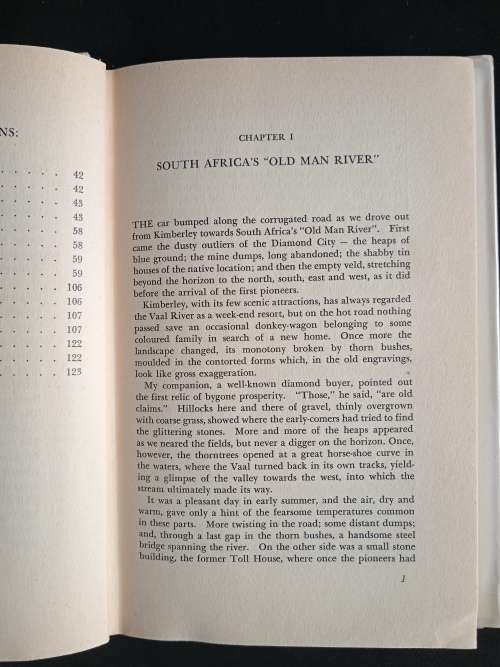 NS:
. . . . . 42
. . . . . 42
. . . . . 43
. . . . . 43
. . . . . 58
. . . . . 58
. . . . . 59
. . . . . 59
. . . . . 106
. . . . . 106
. . . . . 107
. . . . . 107
. . . . . 122
. . . . . 122
. . . . . 123
CHAPTER I
SOUTH AFRICA'S "OLD MAN RIVER"
THE car bumped along the corrugated road as we drove out
from Kimberley towards South Africa's "Old Man River". First
came the dusty outliers of the Diamond City — the heaps of
blue ground; the mine dumps, long abandoned; the shabby tin
houses of the native location; and then the empty veld, stretching
beyond the horizon to the north, south, east and west, as it did
before the arrival of the first pioneers.
Kimberley, with its few scenic attractions, has always regarded
the Vaal River as a week-end resort, but on the hot road nothing
passed save an occasional donkey-wagon belonging to some
coloured family in search of a new home. Once more the
landscape changed, its monotony broken by thorn bushes,
moulded in the contorted forms which, in the old engravings,
look like gross exaggeration.
My companion, a well-known diamond buyer, pointed out
the first relic of bygone prosperity. "Those," he said, "are old
claims." Hillocks here and there of gravel, thinly overgrown
with coarse grass, showed where the early-comers had tried to find
the glittering stones. More and more of the heaps appeared
as we neared the fields, but never a digger on the horizon. Once,
however, the thorntrees opened at a great horse-shoe curve in
the waters, where the Vaal turned back in its own tracks, yield-
ing a glimpse of the valley towards the west, into which the
stream ultimately made its way.
It was a pleasant day in early summer, and the air, dry and
warm, gave only a hint of the fearsome temperatures common
in these parts. More twisting in the road; some distant dumps;
and, through a last gap in the thorn bushes, a handsome steel
bridge spanning the river. On the other side was a small stone
building, the former Toll House, where once the pioneers had
1